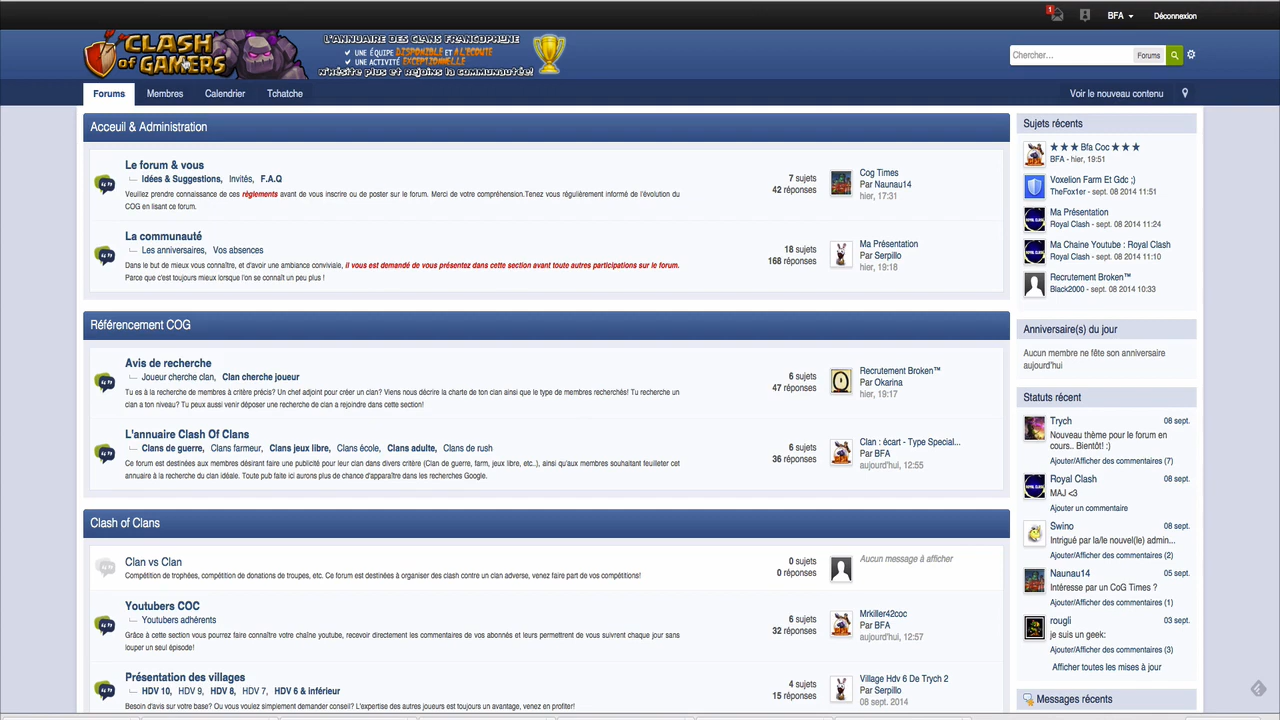 1
BFA
Déconnexion
CLASH
OF GAMERS
L'ANNUAIRE DES CLANS FRANCOPHONE
✔ UNE ÉQUIPE DISPONIBLE ET A L'ÉCOUTE
✔ UNE ACTIVITÉ EXCEPTIONNELLE
N'hésite plus et rejoins la communauté!
Chercher...
Forums
Forums
Membres
Calendrier
Tchatche
Voir le nouveau contenu
Acceuil & Administration
Le forum & vous
Idées & Suggestions, Invités, F.A.Q
Veuillez prendre connaissance de ces règlements avant de vous inscrire ou de poster sur le forum. Merci de votre compréhension.Tenez vous régulièrement informé de l'évolution du
COG en lisant ce forum.
7 sujets
42 réponses
Cog Times
Par Naunau14
hier, 17:31
La communauté
Les anniversaires, Vos absences
Dans le but de mieux vous connaître, et d'avoir une ambiance conviviale, il vous est demandé de vous présentez dans cette section avant toute autres participations sur le forum.
Parce que c'est toujours mieux lorsque l'on se connaît un peu plus !
18 sujets
168 réponses
Ma Présentation
Par Serpillo
hier, 19:18
Référencement COG
Avis de recherche
Joueur cherche clan, Clan cherche joueur
Tu es à la recherche de membres à critère précis? Un chef adjoint pour créer un clan? Viens nous décrire la charte de ton clan ainsi que le type de membres recherchés! Tu recherche un
clan a ton niveau? Tu peux aussi venir déposer une recherche de clan a rejoindre dans cette section!
6 sujets
47 réponses
Recrutement Broken™
Par Okarina
hier, 19:17
L'annuaire Clash Of Clans
Clans de guerre, Clans farmeur, Clans jeux libre, Clans école, Clans adulte, Clans de rush
Ce forum est destinées aux membres désirant faire une publicité pour leur clan dans divers critère (Clan de guerre, farm, jeux libre, etc..), ainsi qu'aux membres souhaitant feuilleter cet
annuaire à la recherche du clan idéale. Toute pub faite ici aurons plus de chance d'apparaître dans les recherches Google.
6 sujets
36 réponses
Clan : écart - Type Special...
Par BFA
aujourd'hui, 12:55
Clash of Clans
Clan vs Clan
Compétition de trophées, compétition de donations de troupes, etc. Ce forum est destinées à organiser des clash contre un clan adverse, venez faire part de vos compétitions!
0 sujets
0 réponses
Aucun message à afficher
Youtubers COC
Youtubers adhérents
Grâce à cette section vous pourrez faire connaître votre chaîne youtube, recevoir directement les commentaires de vos abonnés et leurs permettront de vous suivre chaque jour sans
louper un seul épisode!
6 sujets
32 réponses
Mrkiller42coc
Par BFA
aujourd'hui, 12:57
Présentation des villages
HDV 10, HDV 9, HDV 8, HDV 7, HDV 6 & inférieur
Besoin d'avis sur votre base? Ou vous voulez simplement demander conseil? L'expertise des autres joueurs est toujours un avantage, venez en profiter!
4 sujets
15 réponses
Village Hdv 6 De Trych 2
Par Serpillo
08 sept. 2014
Sujets récents
★ ★ ★ Bfa Coc ★ ★ ★
BFA - hier, 19:51
Voxelion Farm Et Gdc ;)
TheFox1er - sept. 08 2014 11:51
Ma Présentation
Royal Clash - sept. 08 2014 11:24
Ma Chaine Youtube : Royal Clash
Royal Clash - sept. 08 2014 11:10
Recrutement Broken™
Black2000 - sept. 08 2014 10:33
Anniversaire(s) du jour
Aucun membre ne fête son anniversaire
aujourd'hui
Statuts récent
Trych 08 sept.
Nouveau thème pour le forum en
cours.. Bientôt! :)
Ajouter/Afficher des commentaires (7)
Royal Clash 08 sept.
MAJ <3
Ajouter un commentaire
Swino 08 sept.
Intrigué par la/le nouvel(le) admin...
Ajouter/Afficher des commentaires (2)
Naunau14 05 sept.
Intéresse par un CoG Times ?
Ajouter/Afficher des commentaires (1)
rougli 03 sept.
je suis un geek:
Ajouter/Afficher des commentaires (3)
Afficher toutes les mises à jour
Messages récents